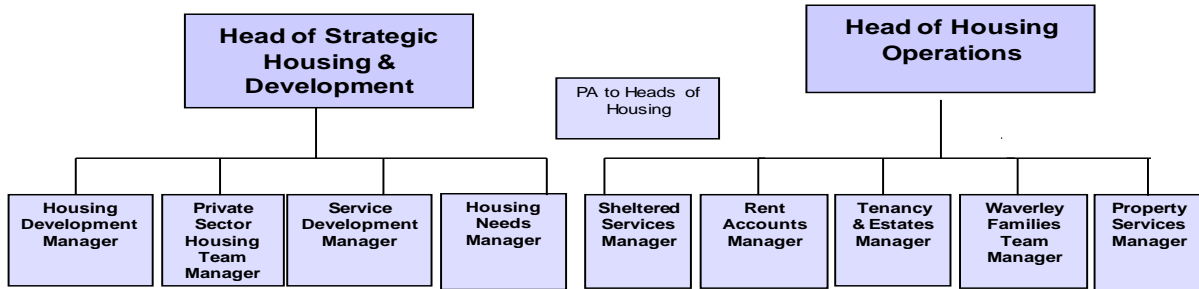 Head of Strategic
Housing &
Development
Head of Housing
Operations
PA to Heads of
Housing
Housing
Development
Manager
Private
Sector
Housing
Team
Manager
Service
Development
Manager
Housing
Needs
Manager
Sheltered
Services
Manager
Rent
Accounts
Manager
Tenancy
& Estates
Manager
Waverley
Families
Team
Manager
Property
Services
Manager